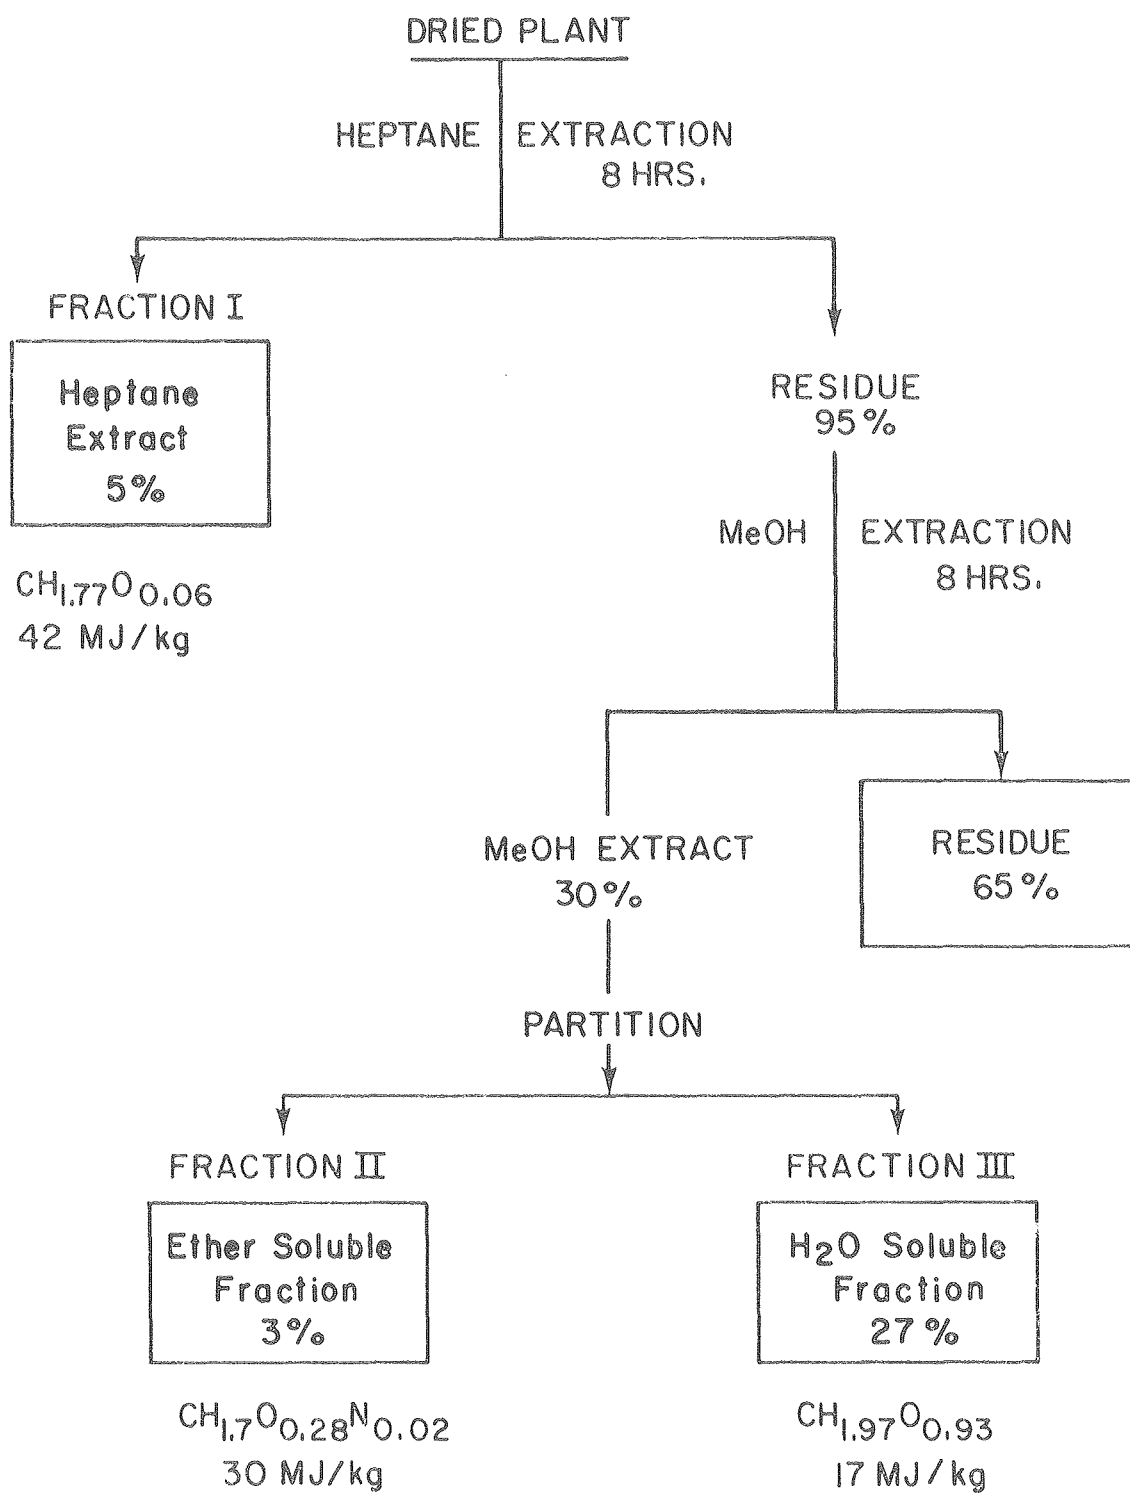 DRIED PLANT
HEPTANE EXTRACTION
8 HRS.
FRACTION I
Heptane
Extract
5%
CH1.77O0.06
42 MJ/kg
RESIDUE
95%
MeOH EXTRACTION
8 HRS.
MeOH EXTRACT
30%
RESIDUE
65%
PARTITION
FRACTION II
Ether Soluble
Fraction
3%
CH1.7O0.28N0.02
30 MJ/kg
FRACTION III
H2O Soluble
Fraction
27%
CH1.97O0.93
17 MJ/kg